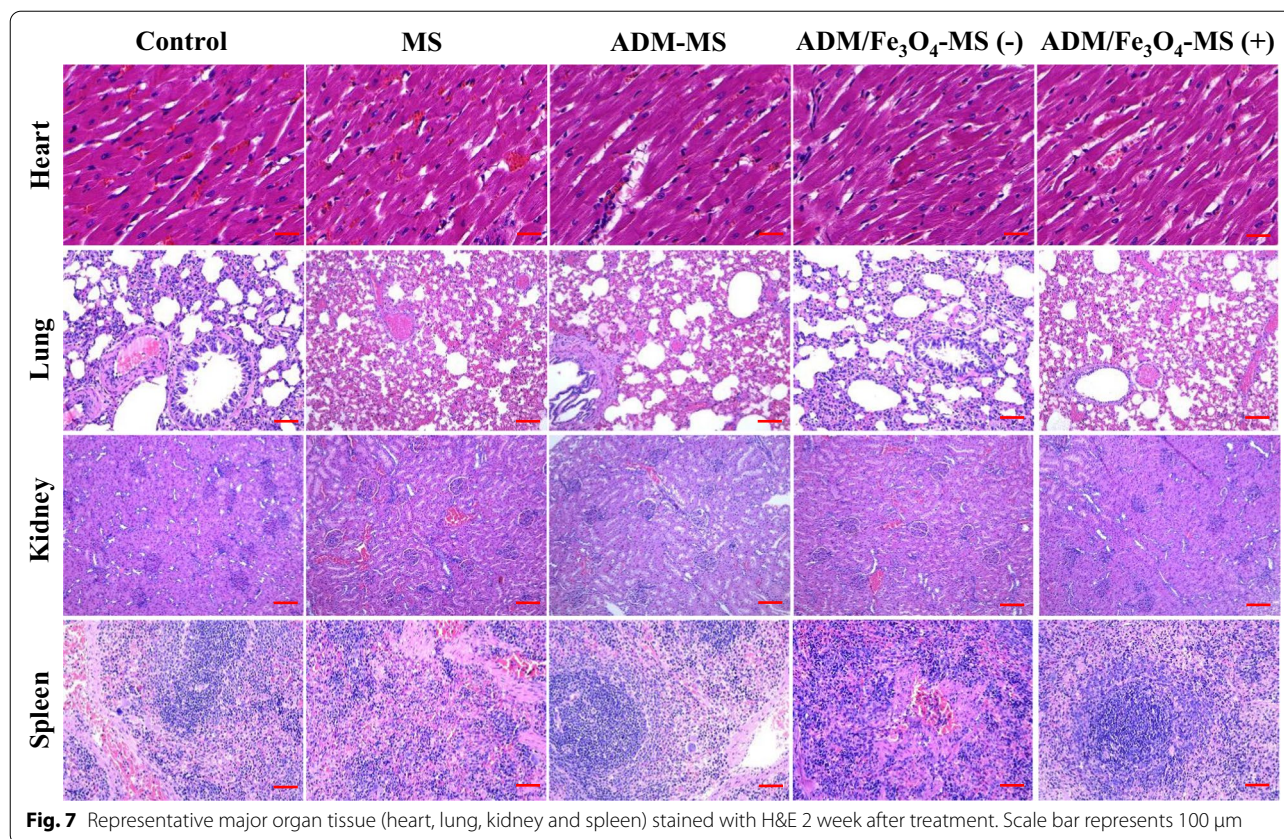 Control MS ADM-MS ADM/Fe₃O₄-MS (-) ADM/Fe₃O₄-MS (+)
Heart
Lung
Kidney
Spleen
Fig. 7 Representative major organ tissue (heart, lung, kidney and spleen) stained with H&E 2 week after treatment. Scale bar represents 100 μm